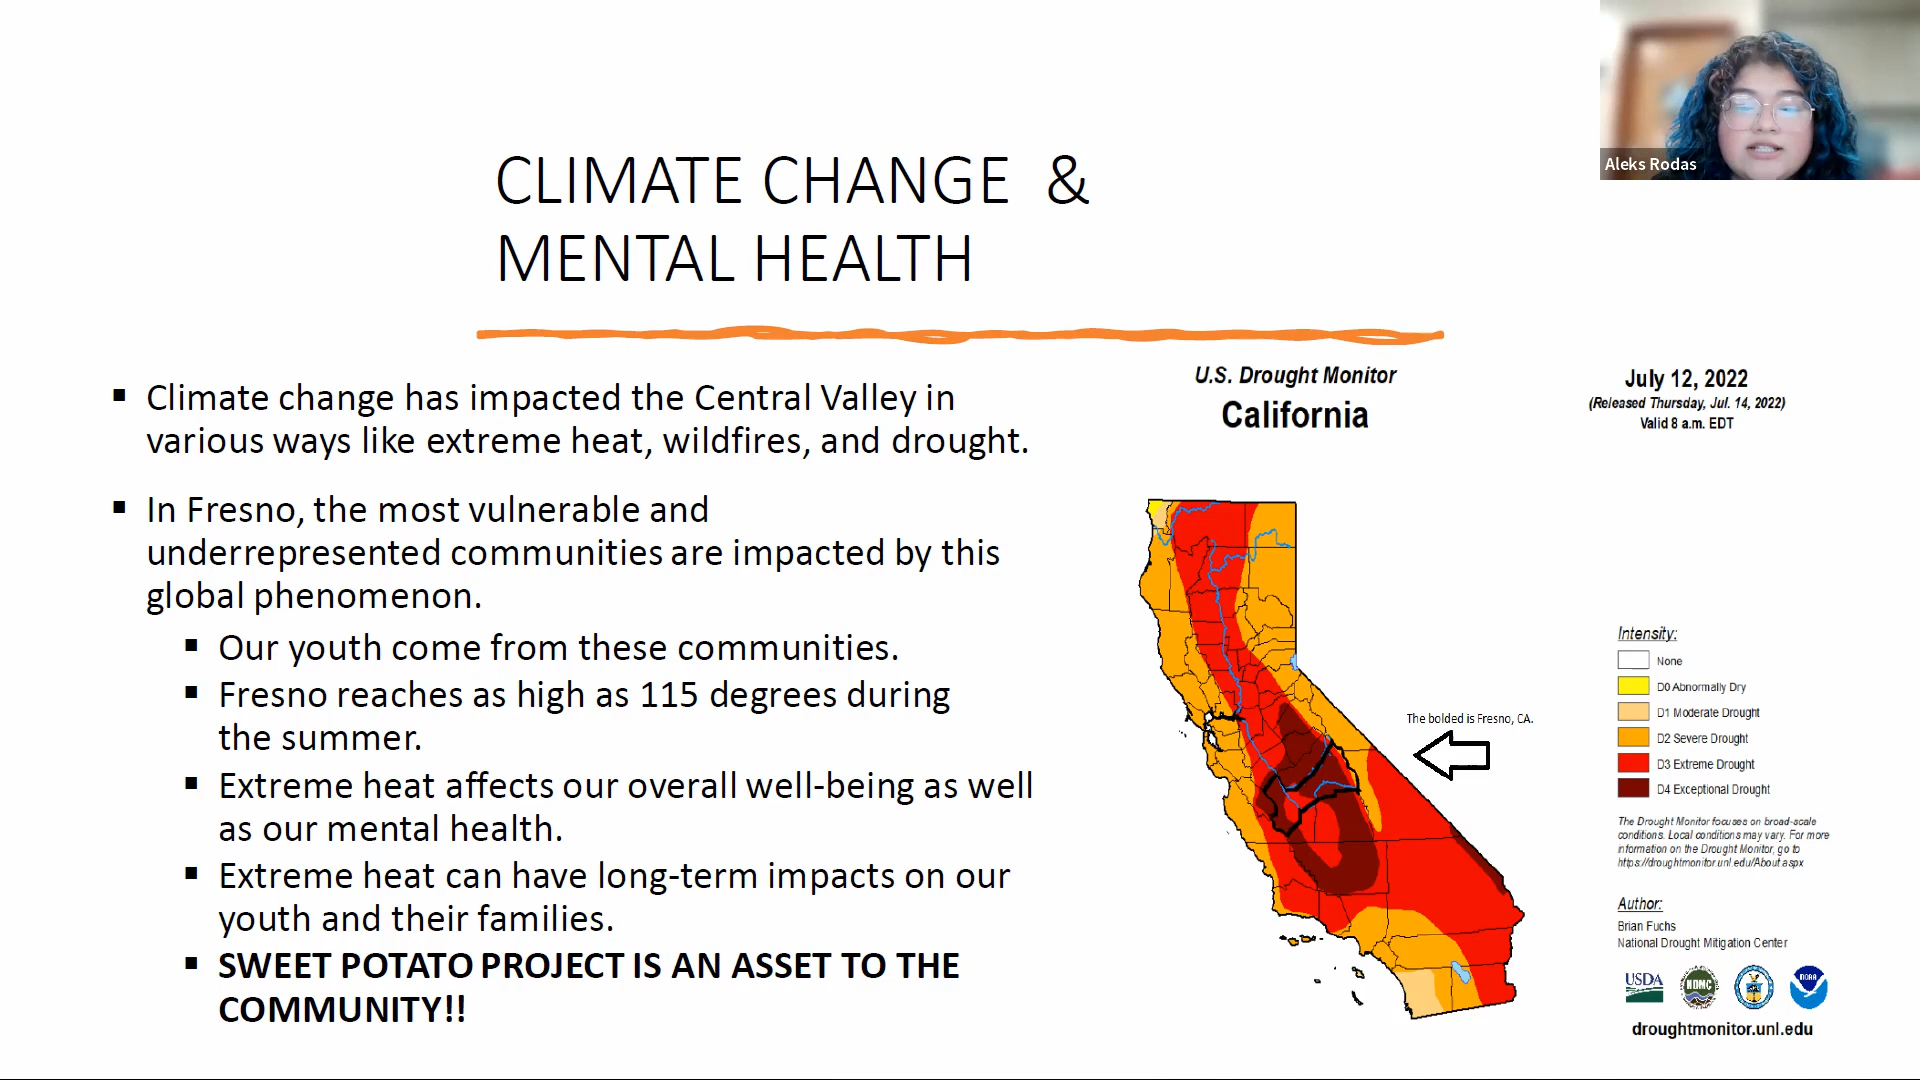 Aleks Rodas
CLIMATE CHANGE &
MENTAL HEALTH
▪ Climate change has impacted the Central Valley in
various ways like extreme heat, wildfires, and drought.
▪ In Fresno, the most vulnerable and
underrepresented communities are impacted by this
global phenomenon.
▪ Our youth come from these communities.
▪ Fresno reaches as high as 115 degrees during
the summer.
▪ Extreme heat affects our overall well-being as well
as our mental health.
▪ Extreme heat can have long-term impacts on our
youth and their families.
▪ SWEET POTATO PROJECT IS AN ASSET TO THE
COMMUNITY!!
U.S. Drought Monitor
California
July 12, 2022
(Released Thursday, Jul. 14, 2022)
Valid 8 a.m. EDT
The bolded is Fresno, CA.
Intensity:
None
D0 Abnormally Dry
D1 Moderate Drought
D2 Severe Drought
D3 Extreme Drought
D4 Exceptional Drought
The Drought Monitor focuses on broad-scale
conditions. Local conditions may vary. For more
information on the Drought Monitor, go to
https://droughtmonitor.unl.edu/About.aspx
Author:
Brian Fuchs
National Drought Mitigation Center
USDA
NDMC
NOAA
droughtmonitor.unl.edu